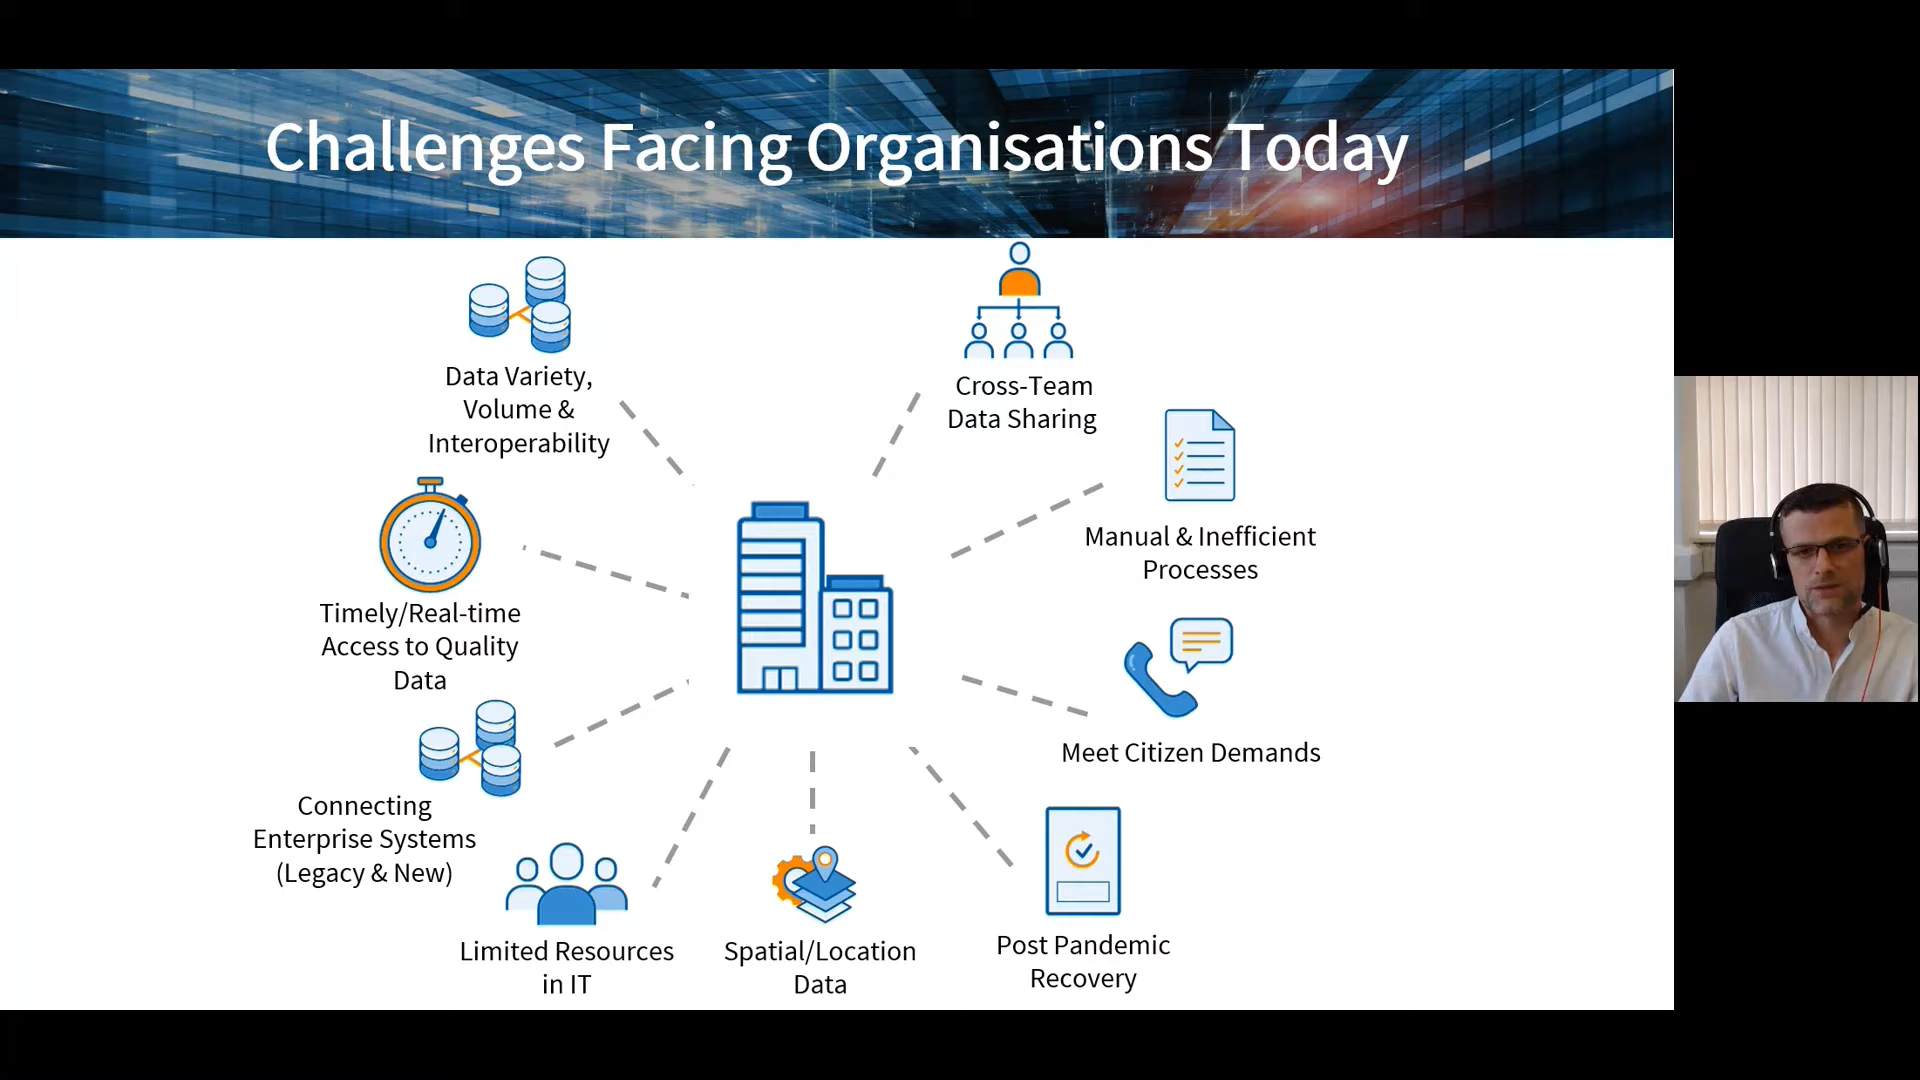 Challenges Facing Organisations Today
Data Variety,
Volume &
Interoperability
Cross-Team
Data Sharing
Manual & Inefficient
Processes
Timely/Real-time
Access to Quality
Data
Meet Citizen Demands
Connecting
Enterprise Systems
(Legacy & New)
Limited Resources
in IT
Spatial/Location
Data
Post Pandemic
Recovery